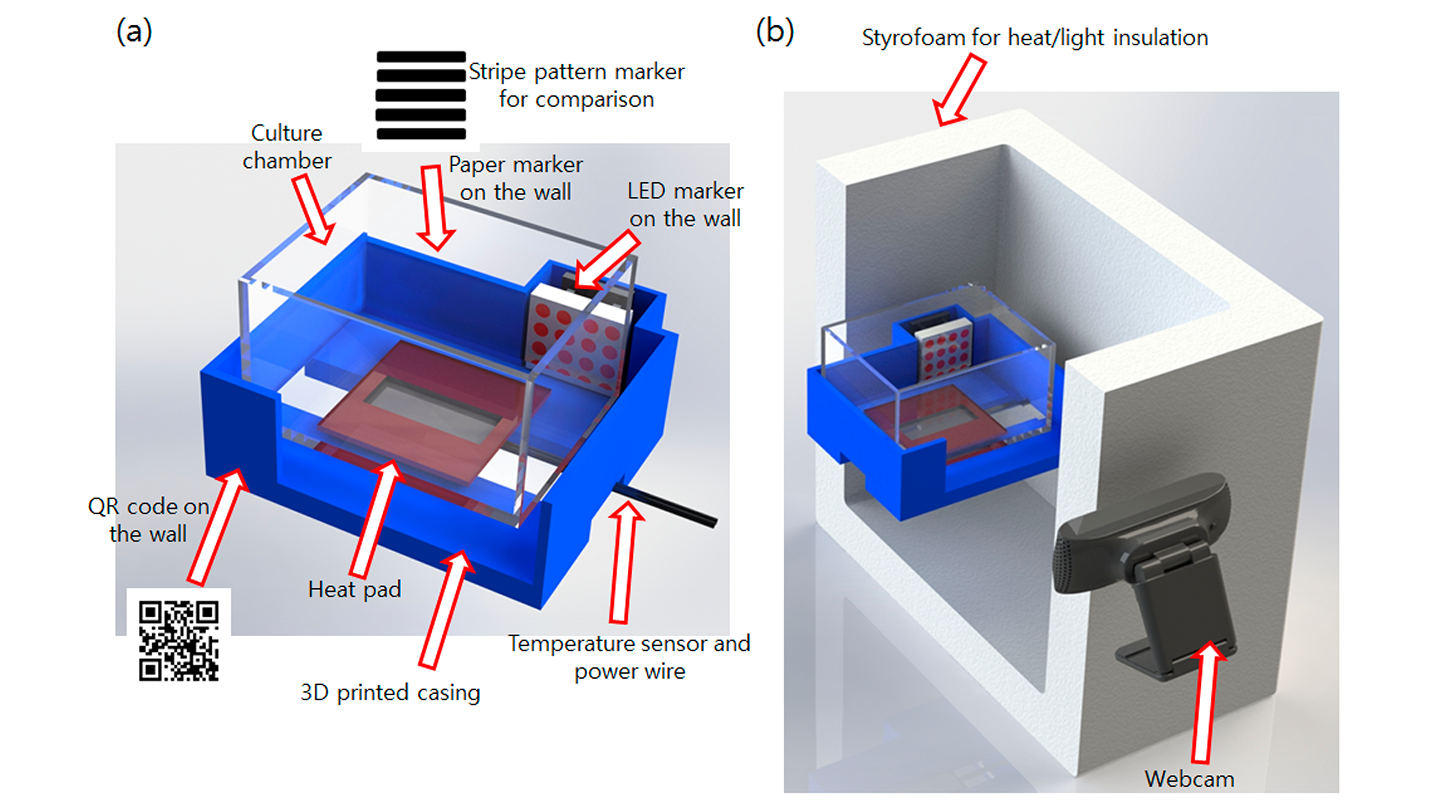 (a)
Stripe pattern marker
for comparison
Culture
chamber
Paper marker
on the wall
LED marker
on the wall
QR code on
the wall
Heat pad
3D printed casing
Temperature sensor and
power wire
(b)
Styrofoam for heat/light insulation
Webcam